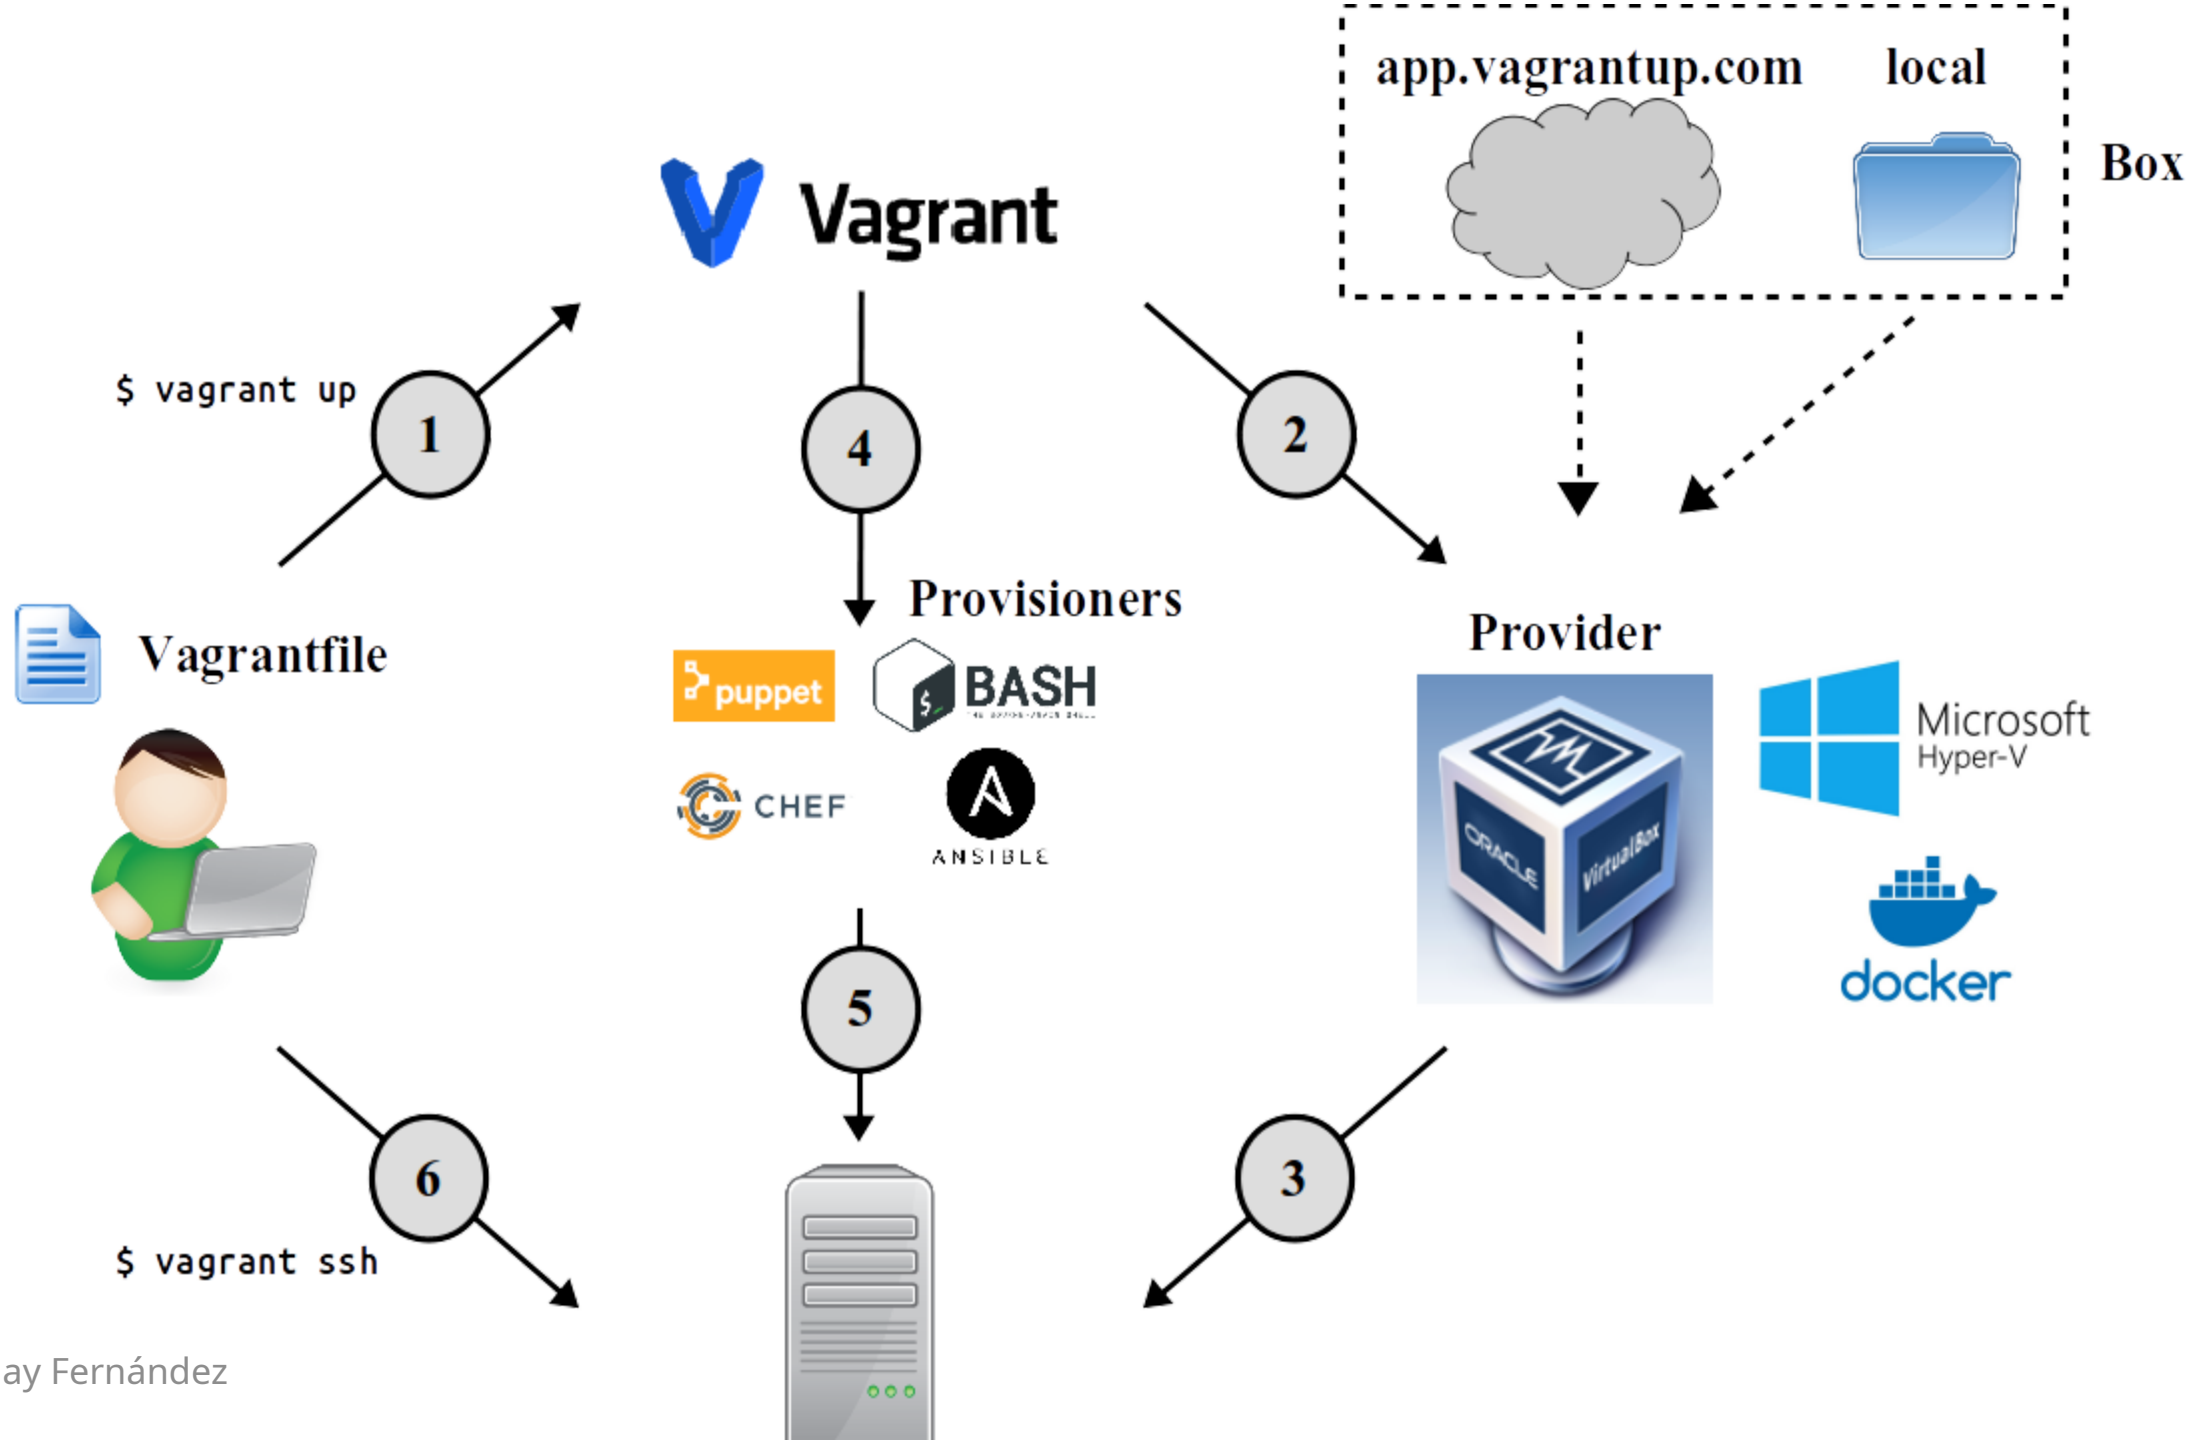 app.vagrantup.com
local
Box
Vagrant
$ vagrant up
1
4
2
Provisioners
Provider
Vagrantfile
puppet
$_
BASH
CHEF
A
ANSIBLE
ORACLE
VirtualBox
Microsoft
Hyper-V
docker
5
6
3
$ vagrant ssh
ay Fernández